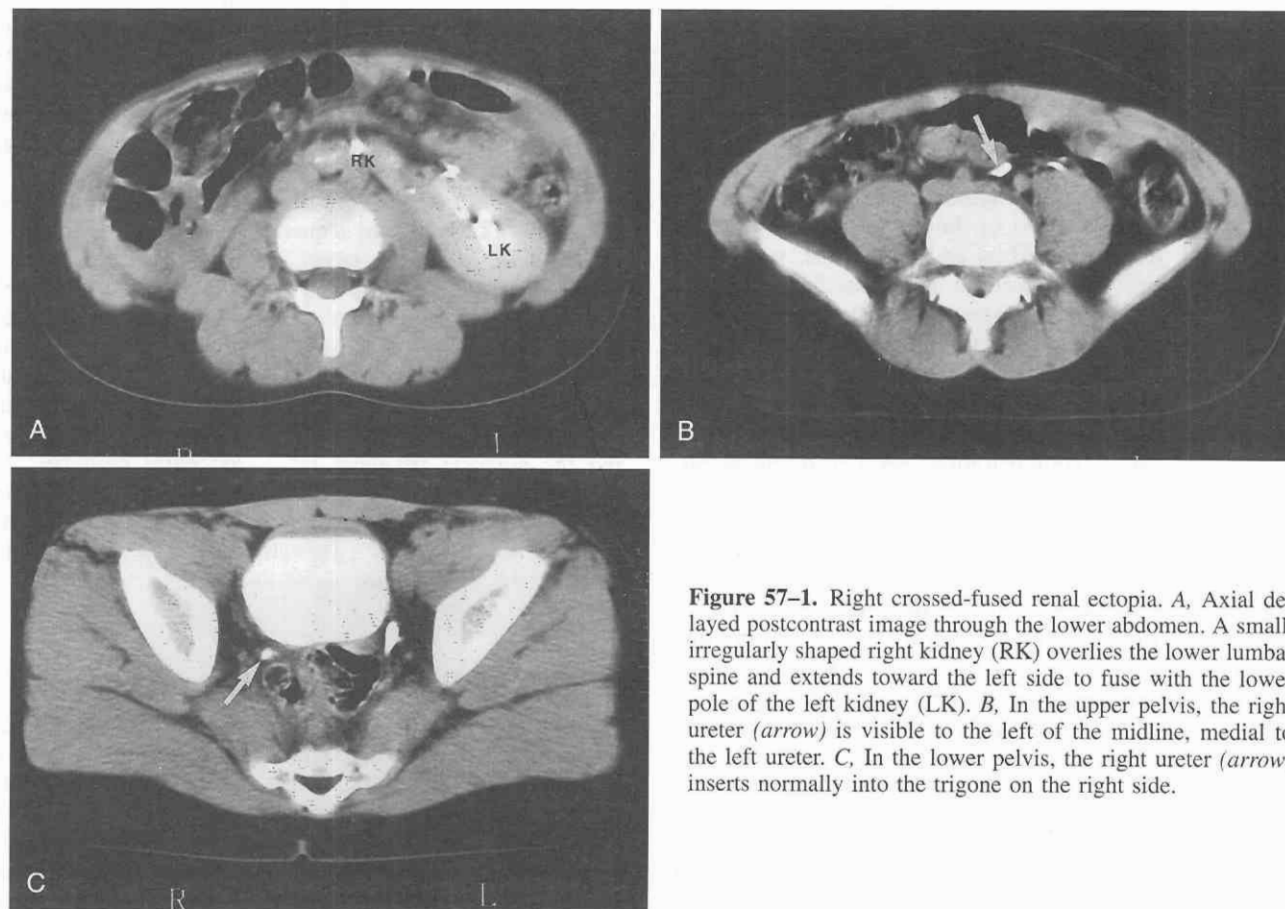 RK
LK
A
B
C
R
L
Figure 57–1. Right crossed-fused renal ectopia. A, Axial de
layed postcontrast image through the lower abdomen. A small
irregularly shaped right kidney (RK) overlies the lower lumba
spine and extends toward the left side to fuse with the lowe
pole of the left kidney (LK). B, In the upper pelvis, the righ
ureter (arrow) is visible to the left of the midline, medial to
the left ureter. C, In the lower pelvis, the right ureter (arrow
inserts normally into the trigone on the right side.